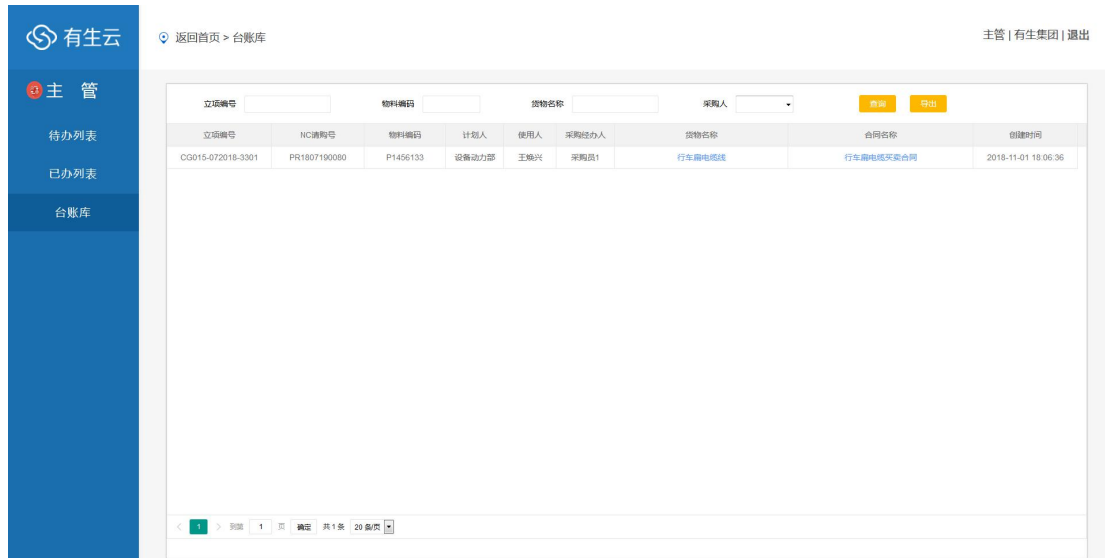 有生云
返回首页 > 台账库
主管 | 有生集团 | 退出
主 管
待办列表
已办列表
台账库
立项编号 物料编码 货物名称 采购人 查询 导出
立项编号 NC请购号 物料编码 计划人 使用人 采购经办人 货物名称 合同名称 创建时间
CG015-072018-3301 PR1807190080 P1456133 设备动力部 王焕兴 采购员1 行车扁电缆线 行车扁电缆买卖合同 2018-11-01 18:06:36
< 1 > 到第 1 页 确定 共1条 20 条/页